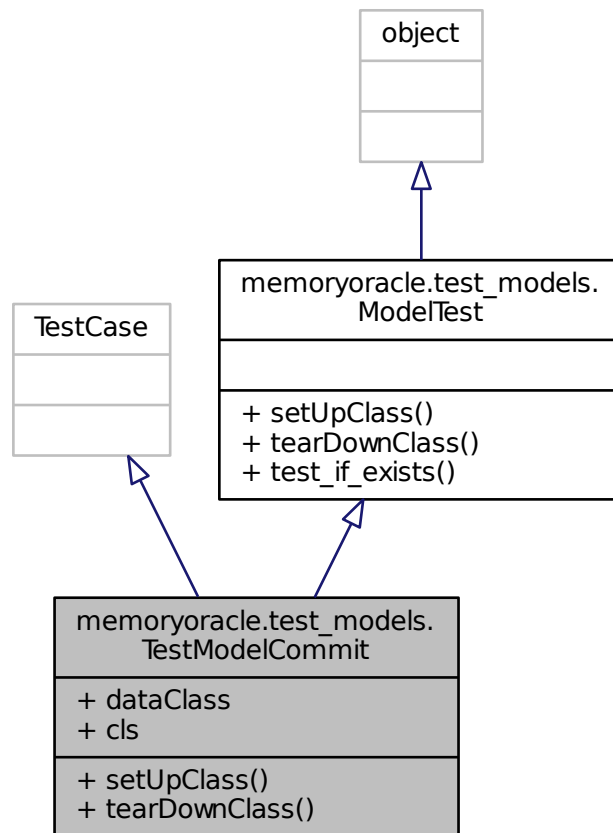 object
memoryoracle.test_models.
ModelTest
+ setUpClass()
+ tearDownClass()
+ test_if_exists()
TestCase
memoryoracle.test_models.
TestModelCommit
+ dataClass
+ cls
+ setUpClass()
+ tearDownClass()